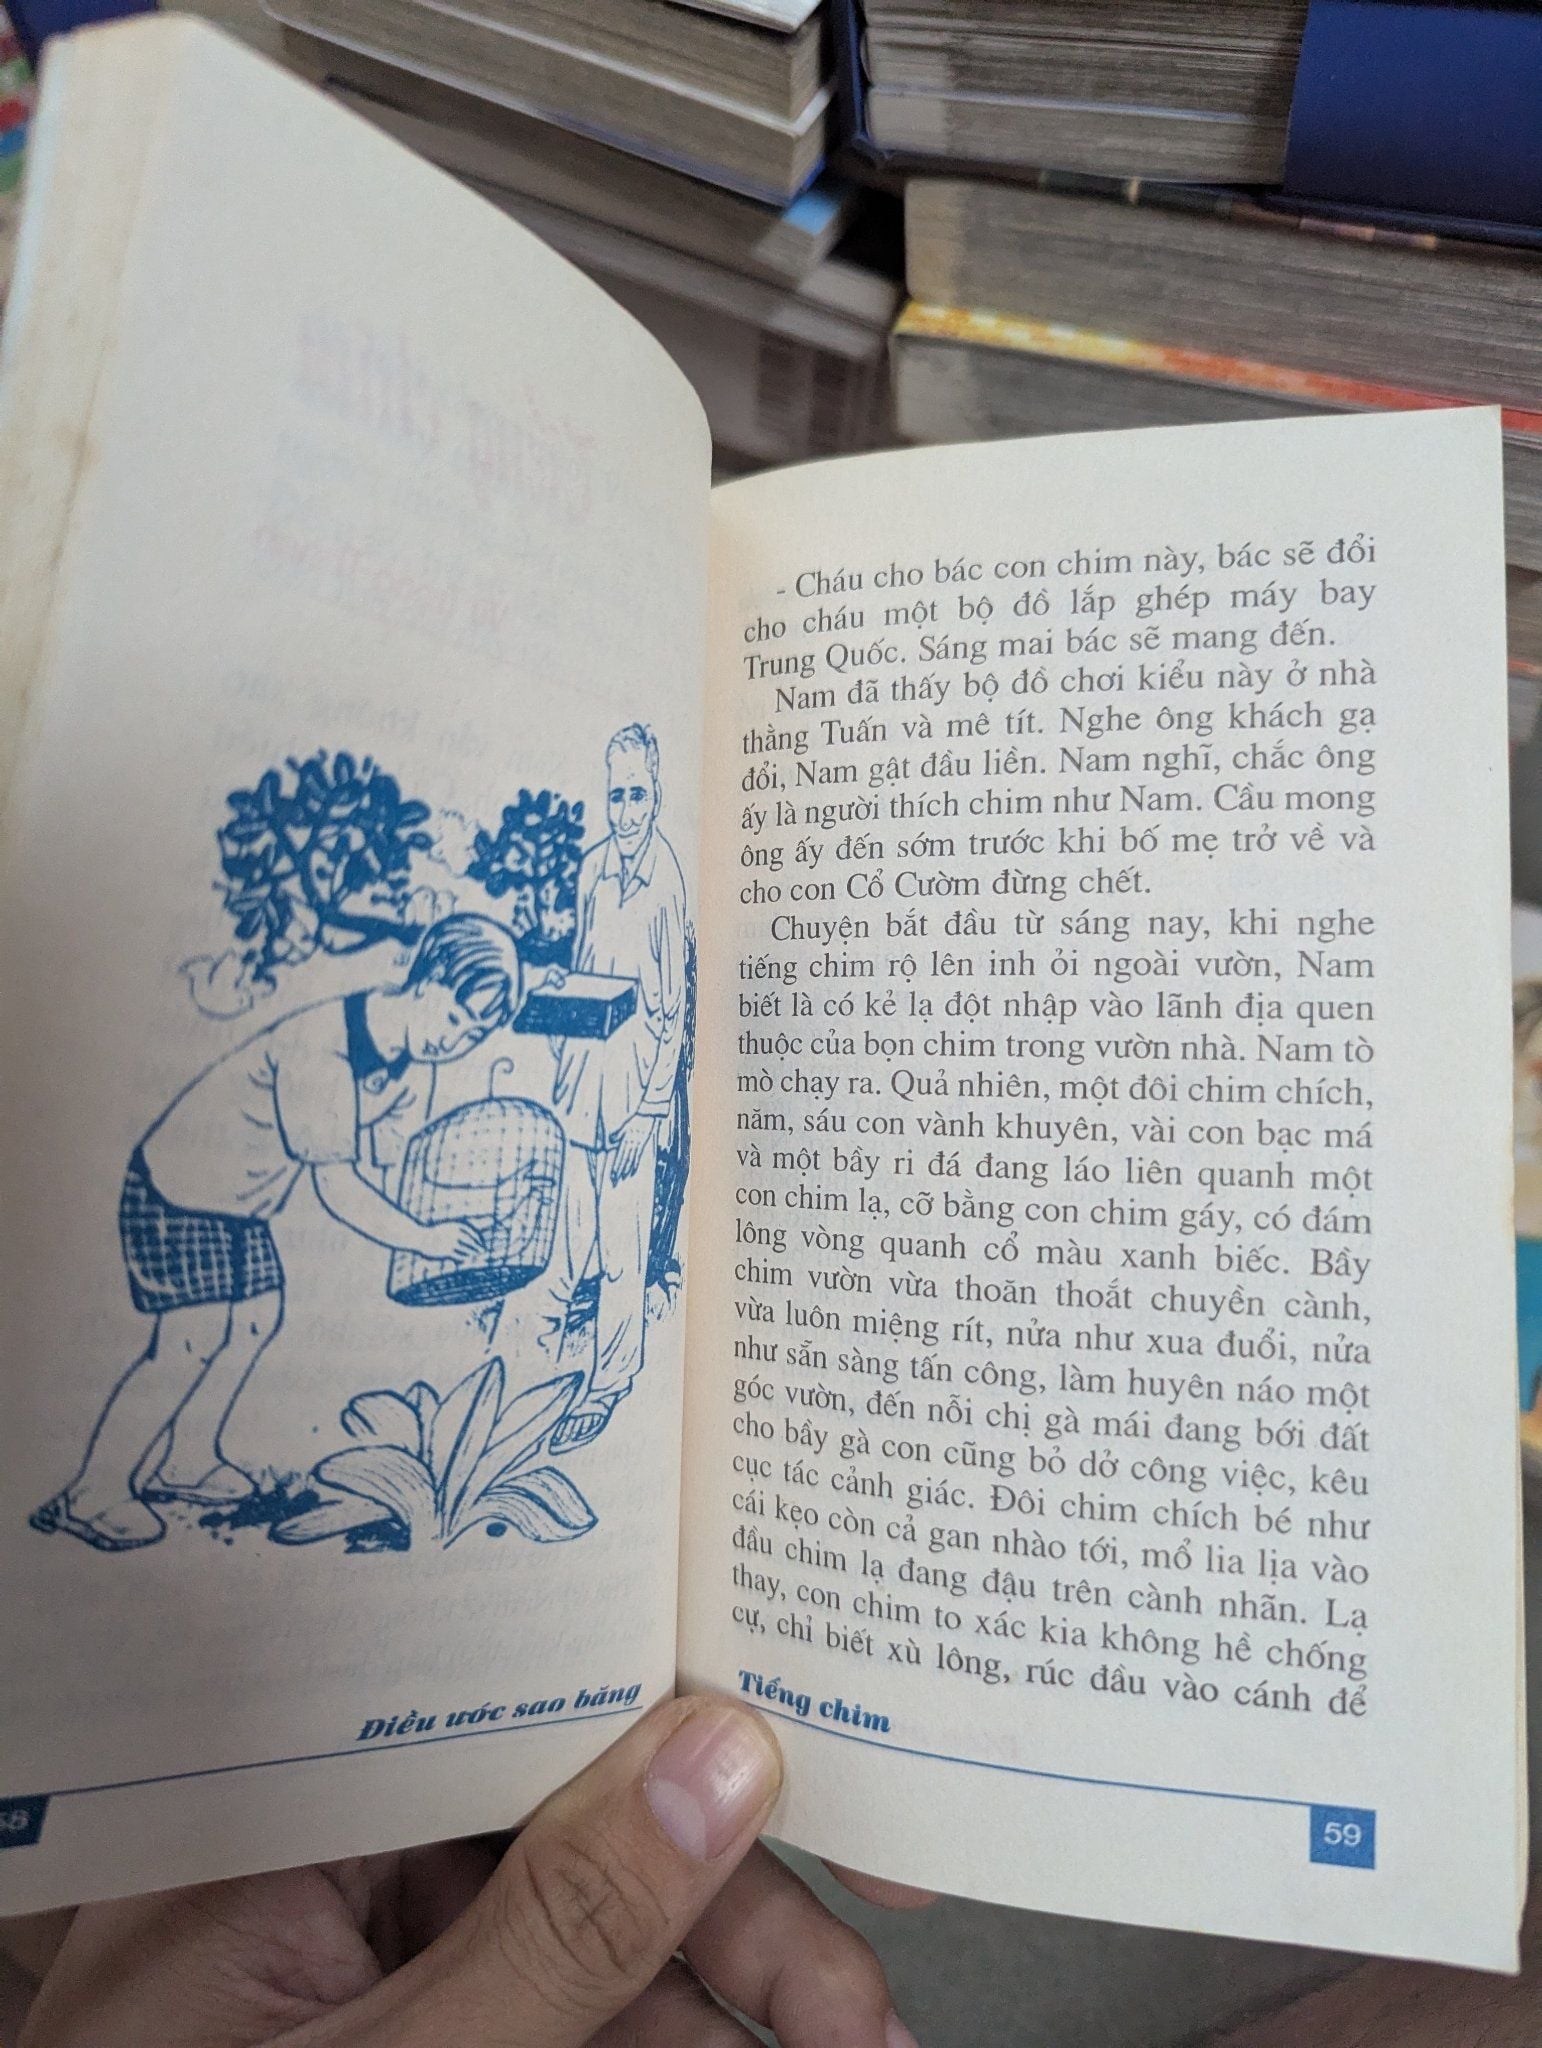 Điều ước sao băng
- Cháu cho bác con chim này, bác sẽ đổi
cho cháu một bộ đồ lắp ghép máy bay
Trung Quốc. Sáng mai bác sẽ mang đến.
Nam đã thấy bộ đồ chơi kiểu này ở nhà
thằng Tuấn và mê tít. Nghe ông khách gạ
đổi, Nam gật đầu liền. Nam nghĩ, chắc ông
ấy là người thích chim như Nam. Cầu mong
ông ấy đến sớm trước khi bố mẹ trở về và
cho con Cổ Cườm đừng chết.
Chuyện bắt đầu từ sáng nay, khi nghe
tiếng chim rộ lên inh ỏi ngoài vườn, Nam
biết là có kẻ lạ đột nhập vào lãnh địa quen
thuộc của bọn chim trong vườn nhà. Nam tò
mò chạy ra. Quả nhiên, một đôi chim chích,
năm, sáu con vành khuyên, vài con bạc má
và một bầy ri đá đang láo liên quanh một
con chim lạ, cỡ bằng con chim gáy, có đám
lông vòng quanh cổ màu xanh biếc. Bầy
chim vườn vừa thoăn thoắt chuyền cành,
vừa luôn miệng rít, nửa như xua đuổi, nửa
như sẵn sàng tấn công, làm huyên náo một
góc vườn, đến nỗi chị gà mái đang bới đất
cho bầy gà con cũng bỏ dở công việc, kêu
cục tác cảnh giác. Đôi chim chích bé như
cái kẹo còn cả gan nhào tới, mổ lia lịa vào
đầu chim lạ đang đậu trên cành nhãn. Lạ
thay, con chim to xác kia không hề chống
cự, chỉ biết xù lông, rúc đầu vào cánh để
Tiếng chim
59